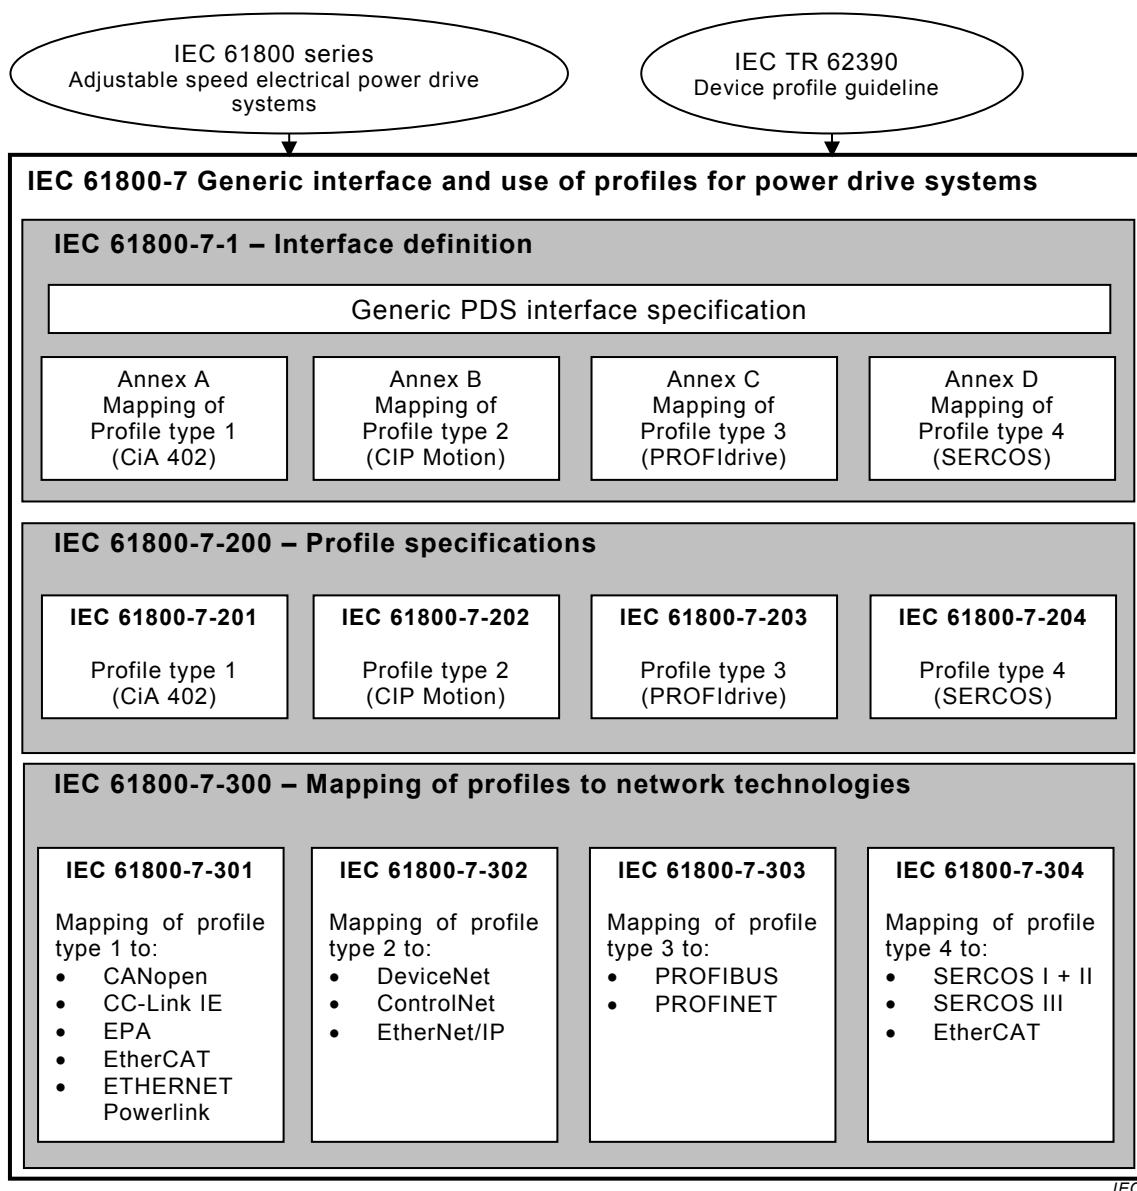 IEC 61800 series
Adjustable speed electrical power drive
systems
IEC TR 62390
Device profile guideline
IEC 61800-7 Generic interface and use of profiles for power drive systems
IEC 61800-7-1 – Interface definition
Generic PDS interface specification
Annex A
Mapping of
Profile type 1
(CiA 402)
Annex B
Mapping of
Profile type 2
(CIP Motion)
Annex C
Mapping of
Profile type 3
(PROFIdrive)
Annex D
Mapping of
Profile type 4
(SERCOS)
IEC 61800-7-200 – Profile specifications
IEC 61800-7-201
Profile type 1
(CiA 402)
IEC 61800-7-202
Profile type 2
(CIP Motion)
IEC 61800-7-203
Profile type 3
(PROFIdrive)
IEC 61800-7-204
Profile type 4
(SERCOS)
IEC 61800-7-300 – Mapping of profiles to network technologies
IEC 61800-7-301
Mapping of profile
type 1 to:
• CANopen
• CC-Link IE
• EPA
• EtherCAT
• ETHERNET
Powerlink
IEC 61800-7-302
Mapping of profile
type 2 to:
• DeviceNet
• ControlNet
• EtherNet/IP
IEC 61800-7-303
Mapping of profile
type 3 to:
• PROFIBUS
• PROFINET
IEC 61800-7-304
Mapping of profile
type 4 to:
• SERCOS I + II
• SERCOS III
• EtherCAT
IEC